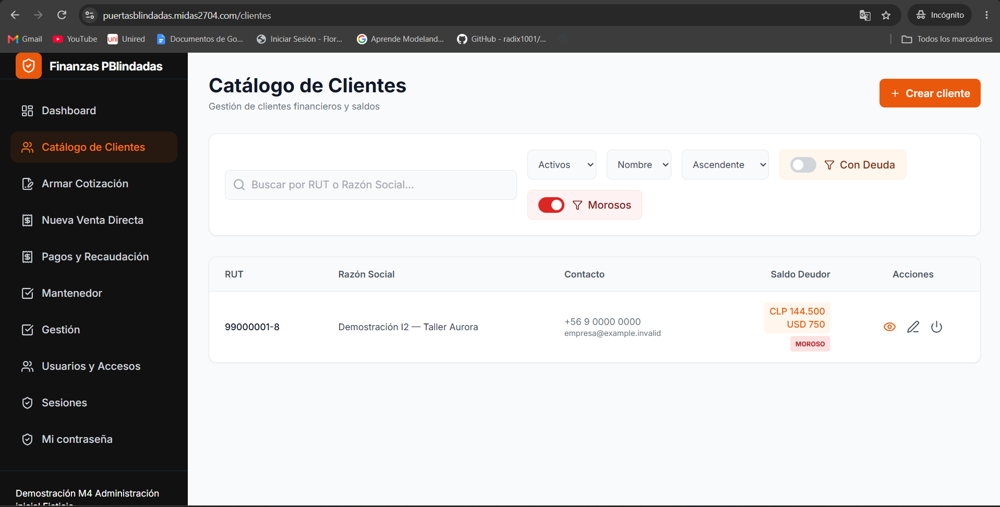 puertasblindadas.midas2704.com/clientes
Incógnito
Gmail
YouTube
uni
Unired
Documentos de Go...
Iniciar Sesión - Flor...
Aprende Modeland...
GitHub - radix1001/...
Todos los marcadores
Finanzas PBlindadas
Dashboard
Catálogo de Clientes
Armar Cotización
Nueva Venta Directa
Pagos y Recaudación
Mantenedor
Gestión
Usuarios y Accesos
Sesiones
Mi contraseña
Demostración M4 Administración
inicial Ficticio
Catálogo de Clientes
Gestión de clientes financieros y saldos
+ Crear cliente
Buscar por RUT o Razón Social...
Activos
Nombre
Ascendente
Con Deuda
Morosos
RUT
Razón Social
Contacto
Saldo Deudor
Acciones
99000001-8
Demostración I2 — Taller Aurora
+56 9 0000 0000
empresa@example.invalid
CLP 144.500
USD 750
MOROSO